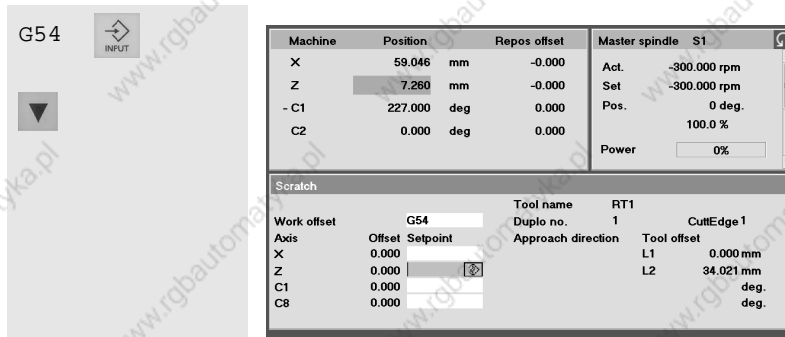 G54
INPUT
Machine Position Repos offset
X 59.046 mm -0.000
Z 7.260 mm -0.000
- C1 227.000 deg 0.000
C2 0.000 deg 0.000
Master spindle S1
Act. -300.000 rpm
Set -300.000 rpm
Pos. 0 deg.
100.0 %
Power 0%
Scratch
Tool name RT1
Work offset G54 Duplo no. 1 CuttEdge 1
Axis Offset Setpoint Approach direction Tool offset
X 0.000 L1 0.000 mm
Z 0.000 L2 34.021 mm
C1 0.000 deg.
C8 0.000 deg.
www.rgbautomatyka.pl